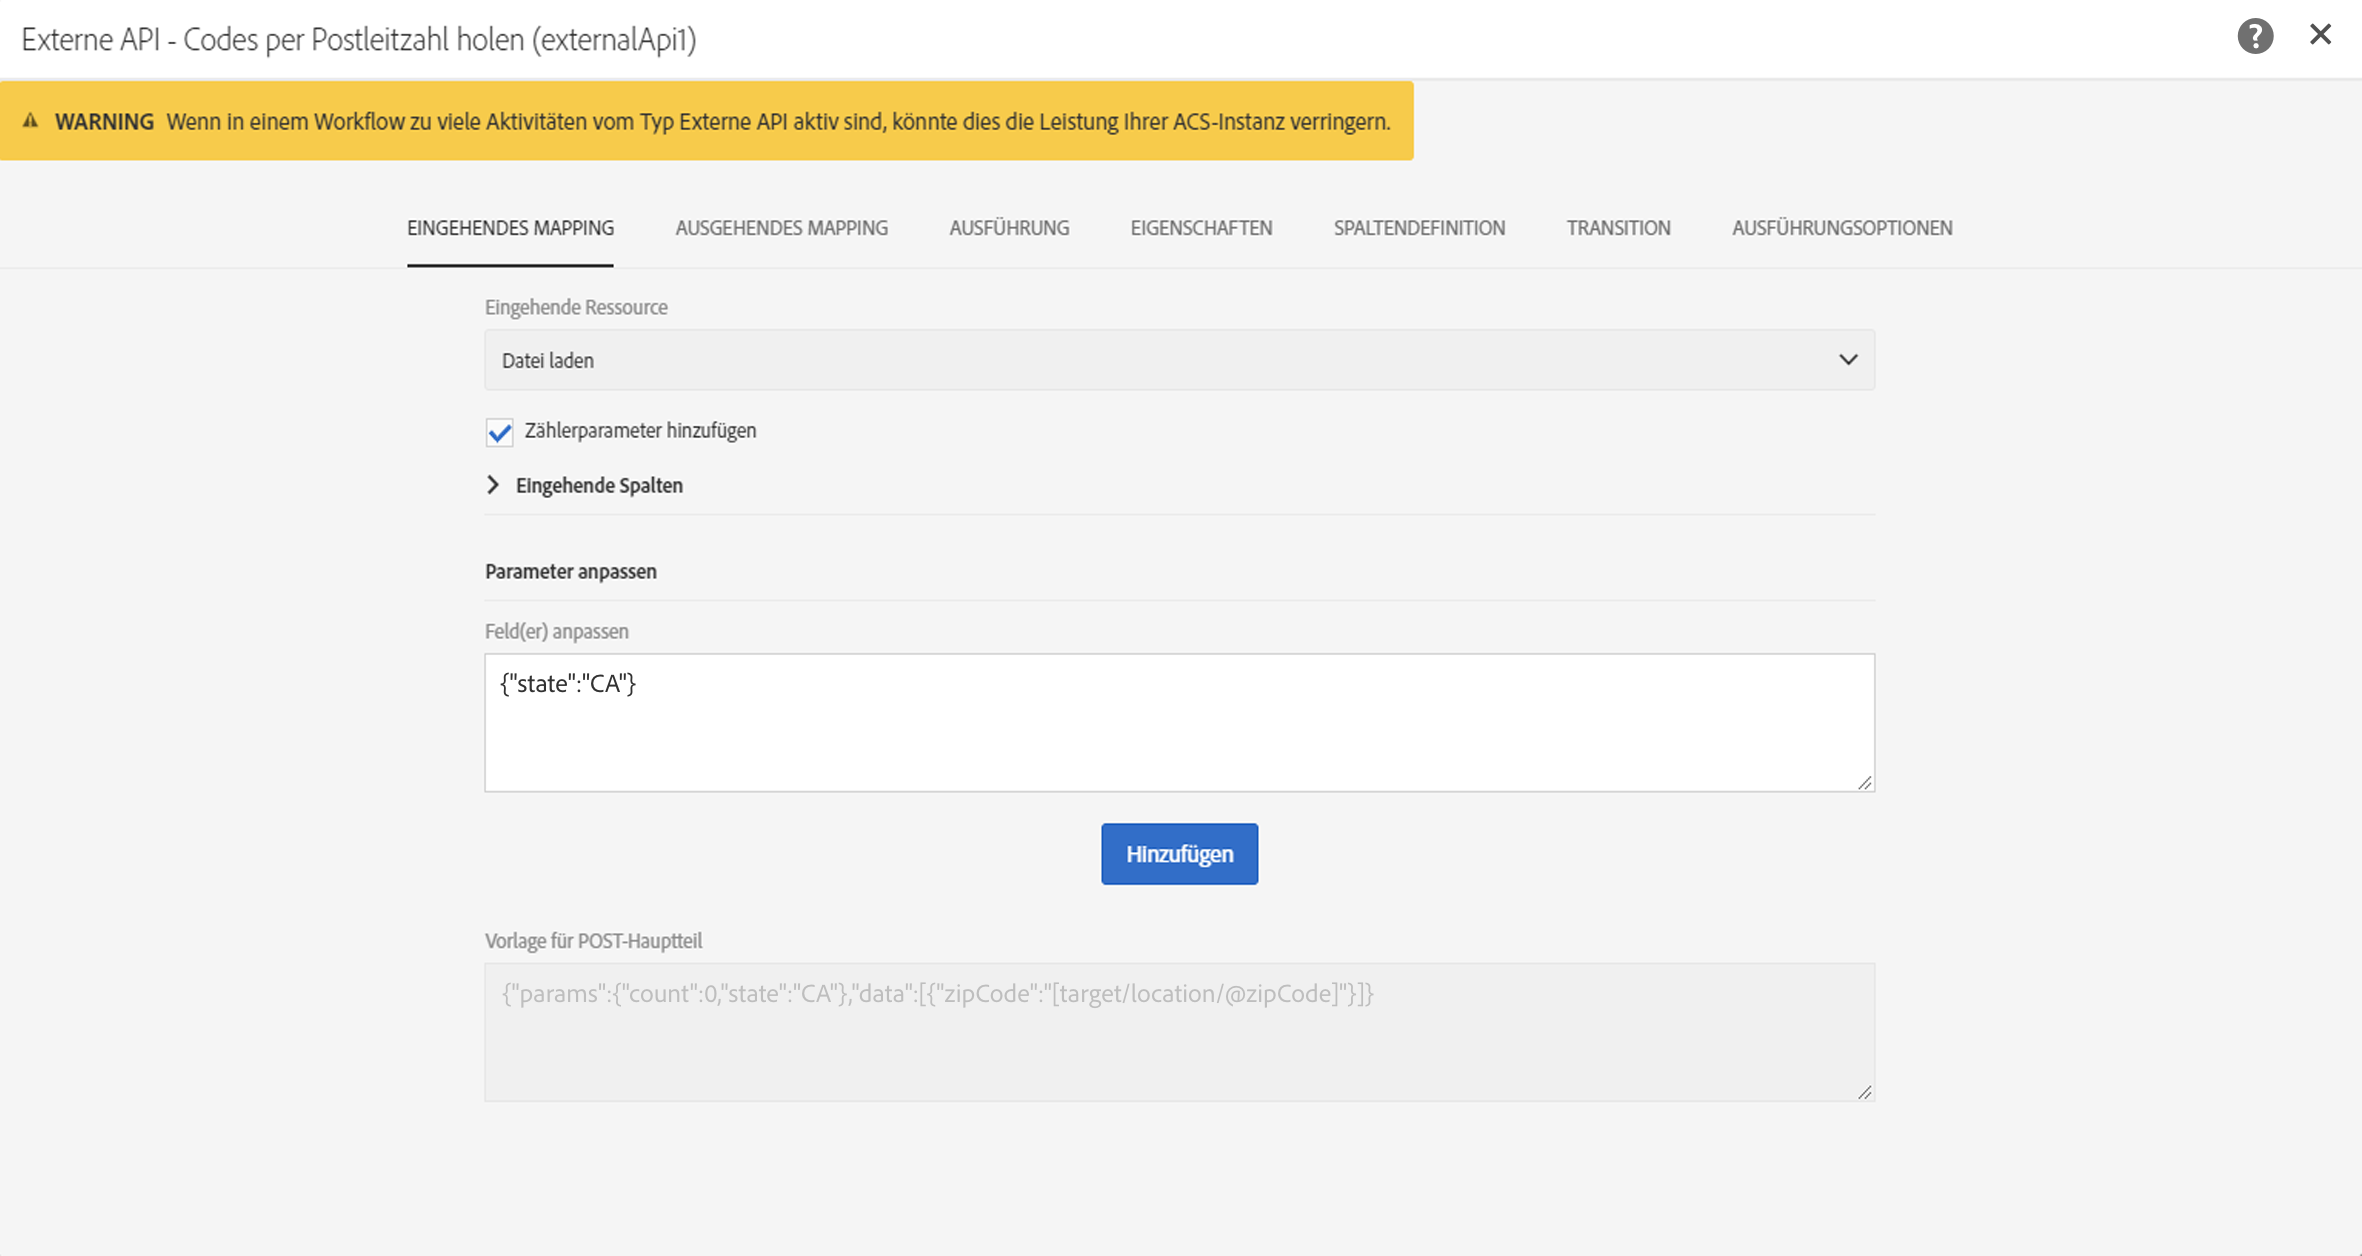 Externe API - Codes per Postleitzahl holen (externalApi1)
WARNING Wenn in einem Workflow zu viele Aktivitäten vom Typ Externe API aktiv sind, könnte dies die Leistung Ihrer ACS-Instanz verringern.
EINGEHENDES MAPPING AUSGEHENDES MAPPING AUSFÜHRUNG EIGENSCHAFTEN SPALTENDEFINITION TRANSITION AUSFÜHRUNGSOPTIONEN
Eingehende Ressource
Datei laden
Zählerparameter hinzufügen
Eingehende Spalten
Parameter anpassen
Feld(er) anpassen
{"state":"CA"}
Hinzufügen
Vorlage für POST-Hauptteil
{"params":{"count":0,"state":"CA"},"data":[{"zipCode":"[target/location/@zipCode]"}]}